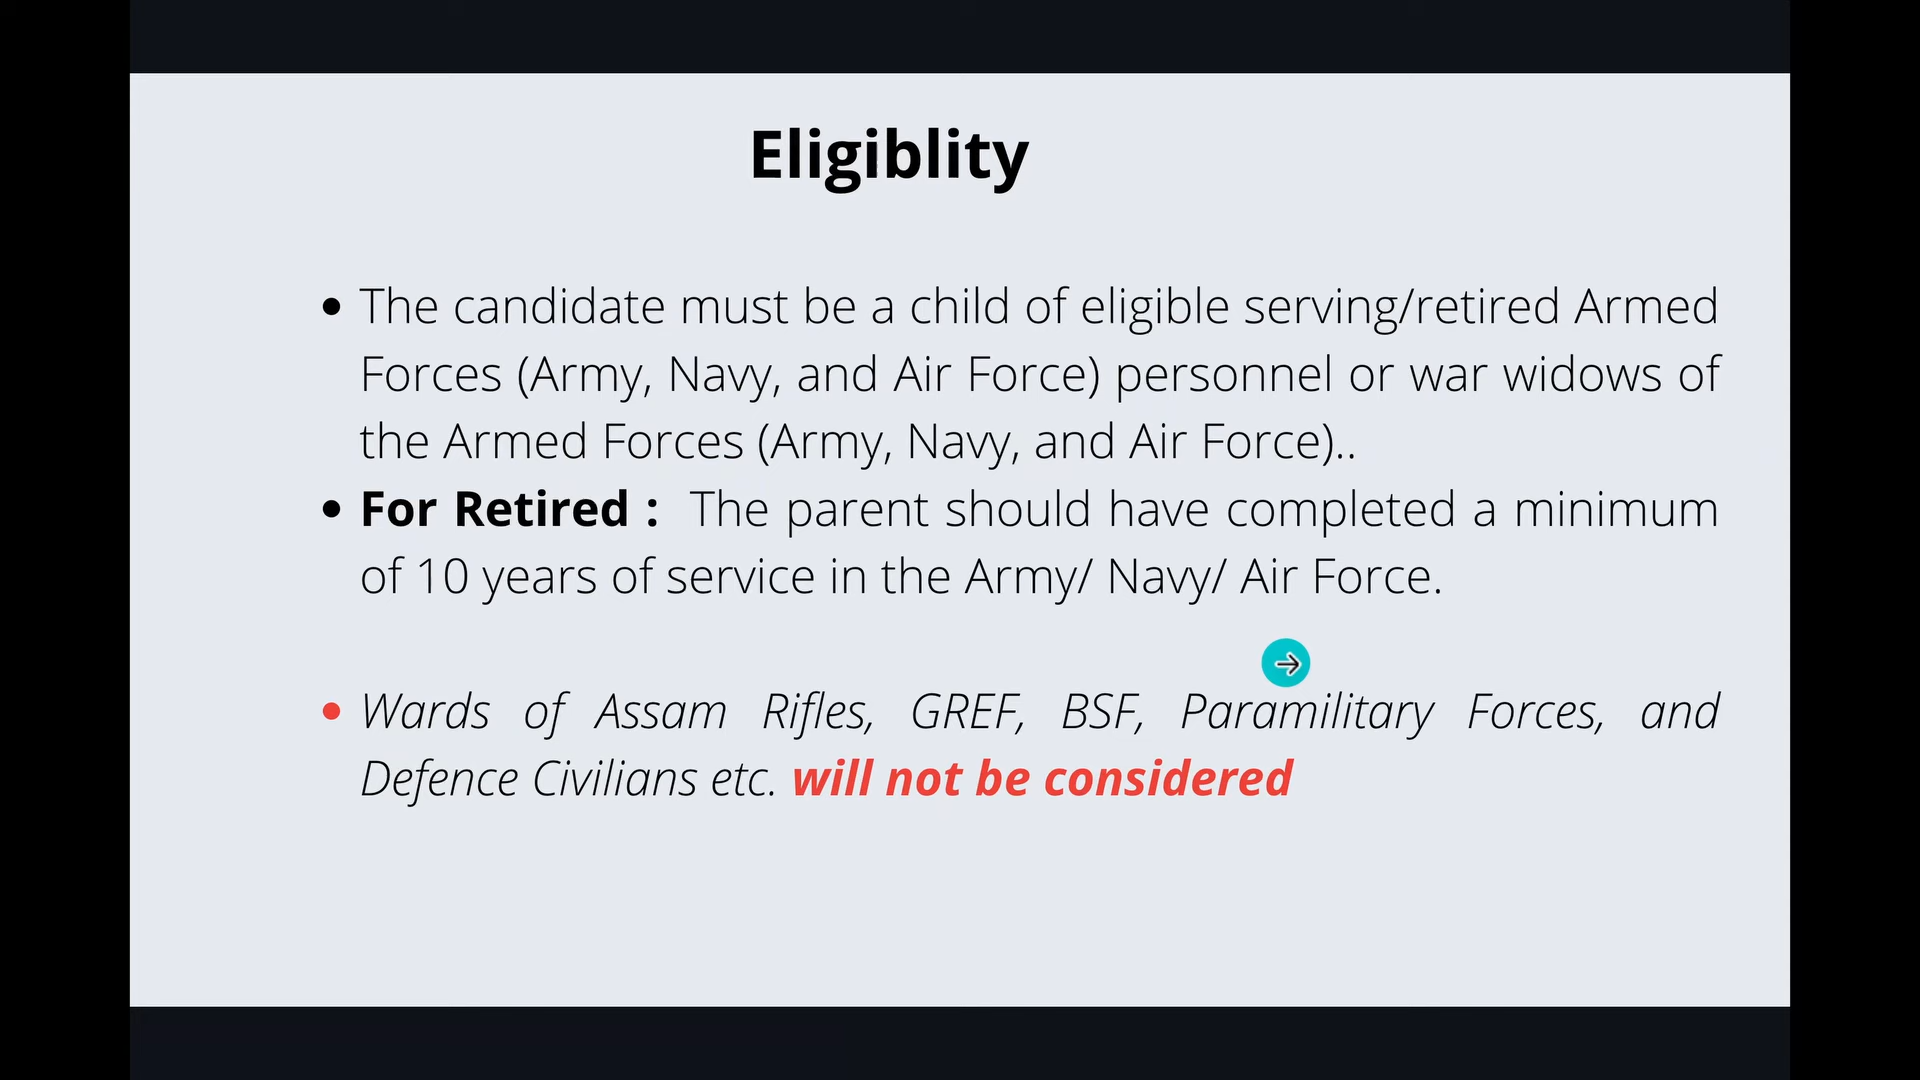 Eligiblity
• The candidate must be a child of eligible serving/retired Armed
Forces (Army, Navy, and Air Force) personnel or war widows of
the Armed Forces (Army, Navy, and Air Force)..
• For Retired :  The parent should have completed a minimum
of 10 years of service in the Army/ Navy/ Air Force.
• Wards of Assam Rifles, GREF, BSF, Paramilitary Forces, and
Defence Civilians etc. will not be considered